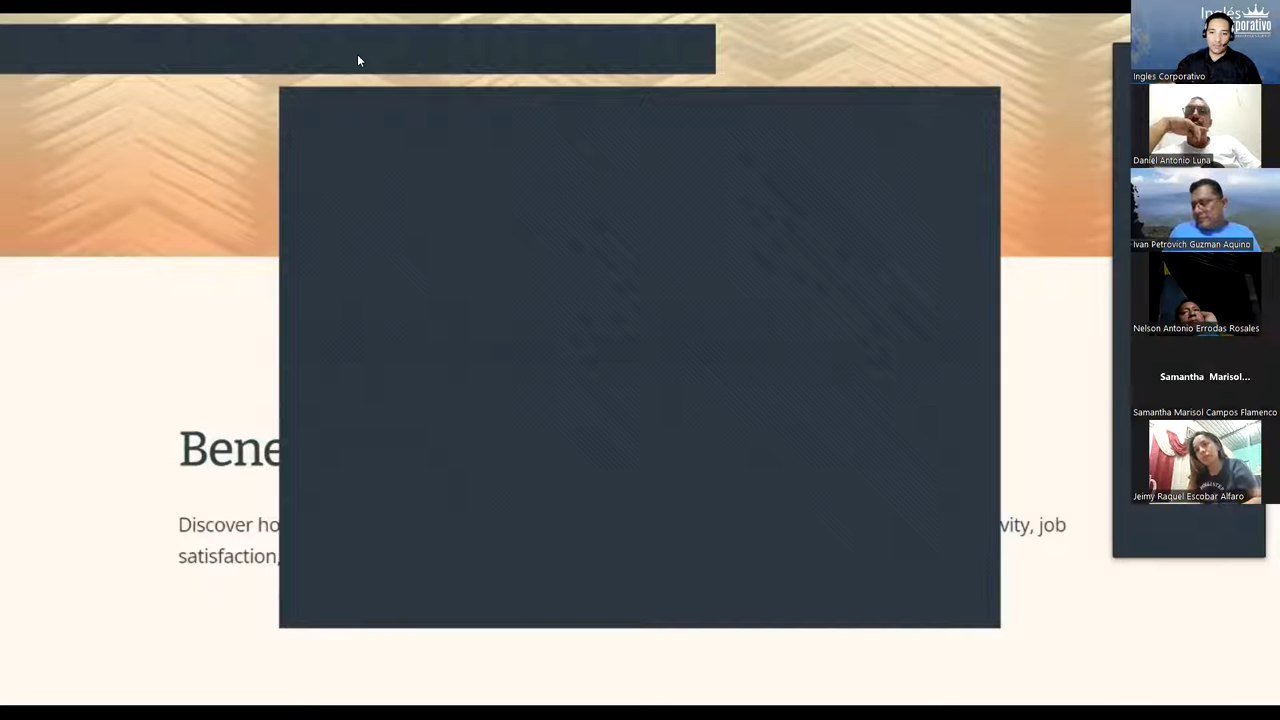 Inglés
porativo
Ingles Corporativo
Daniel Antonio Luna
Ivan Petrovich Guzman Aquino
Nelson Antonio Errodas Rosales
Samantha Marisol...
Samantha Marisol Campos Flamenco
Jeimy Raquel Escobar Alfaro
Bene
Discover ho
vity, job
satisfaction,